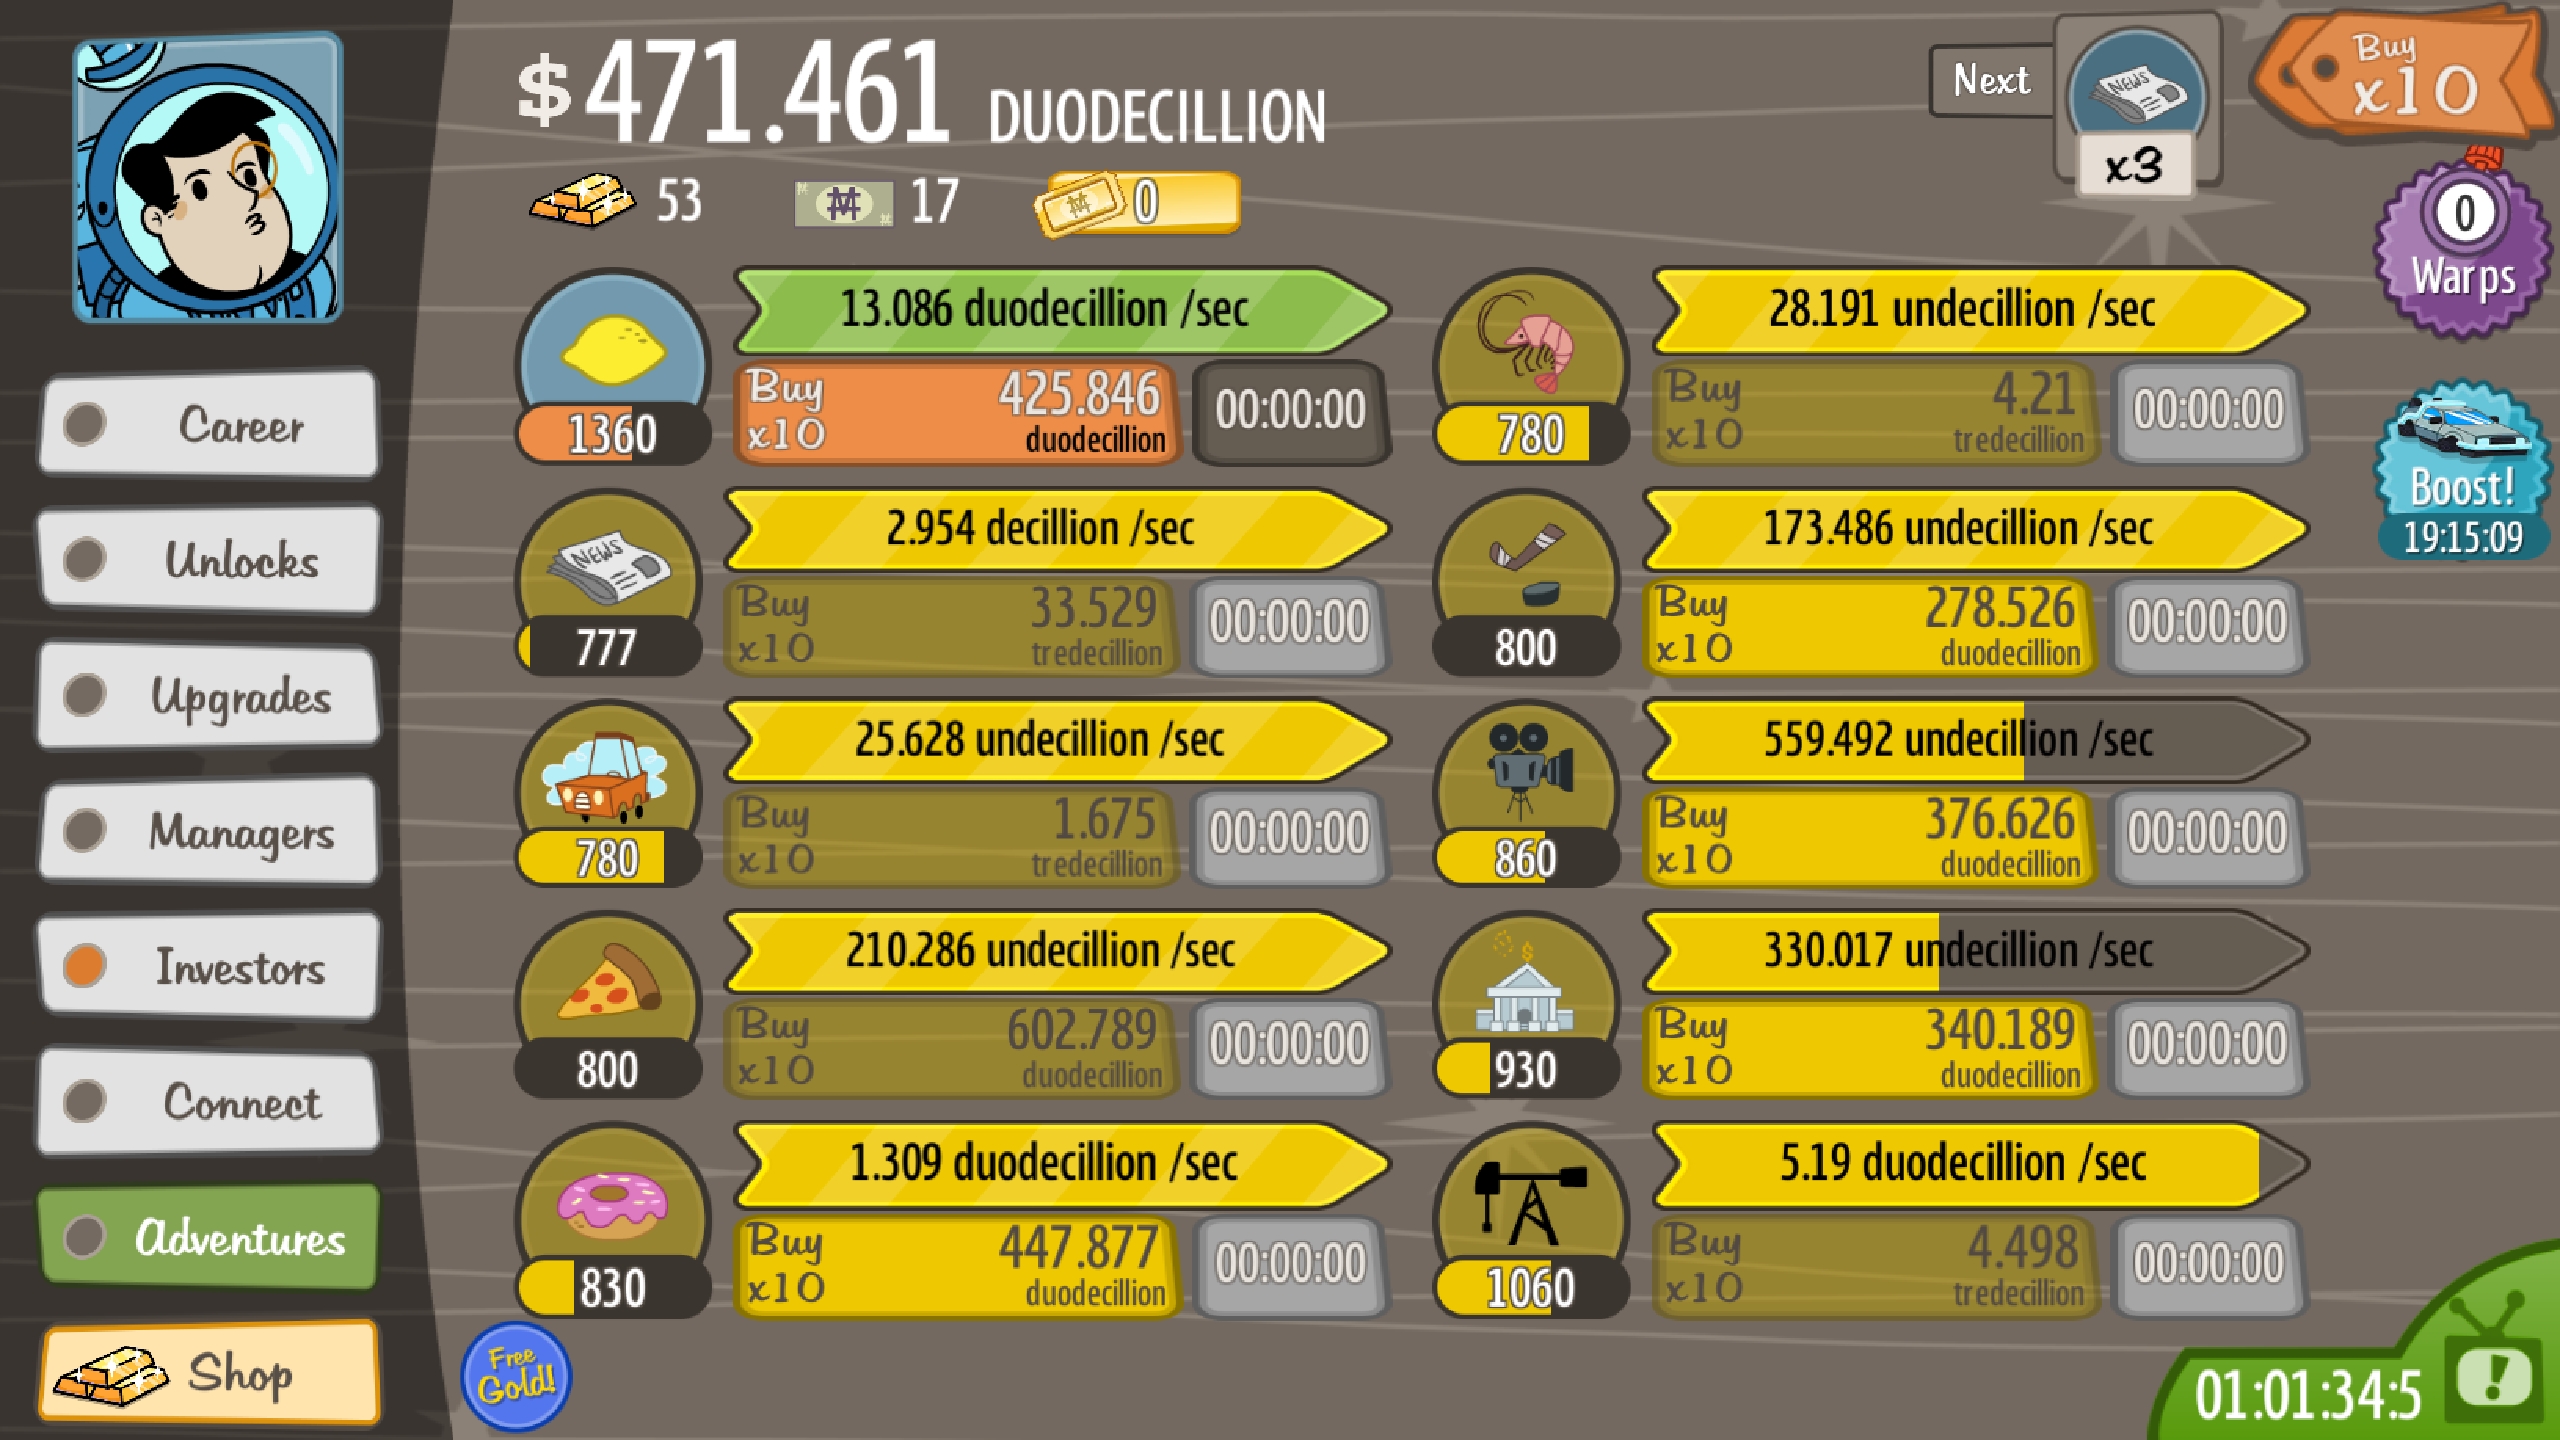 $471.461 DUODECILLION
53
17
0
Next
x3
Buy
x10
0
Warps
Boost!
19:15:09
Career
Unlocks
Upgrades
Managers
Investors
Connect
Adventures
Shop
13.086 duodecillion /sec
1360
Buy
x10
425.846
duodecillion
00:00:00
NEWS
2.954 decillion /sec
777
Buy
x10
33.529
tredecillion
00:00:00
25.628 undecillion /sec
780
Buy
x10
1.675
tredecillion
00:00:00
210.286 undecillion /sec
800
Buy
x10
602.789
duodecillion
00:00:00
1.309 duodecillion /sec
830
Buy
x10
447.877
duodecillion
00:00:00
28.191 undecillion /sec
780
Buy
x10
4.21
tredecillion
00:00:00
173.486 undecillion /sec
800
Buy
x10
278.526
duodecillion
00:00:00
559.492 undecillion /sec
860
Buy
x10
376.626
duodecillion
00:00:00
330.017 undecillion /sec
930
Buy
x10
340.189
duodecillion
00:00:00
5.19 duodecillion /sec
1060
Buy
x10
4.498
tredecillion
00:00:00
Free
Gold!
01:01:34:5
!
NEWS